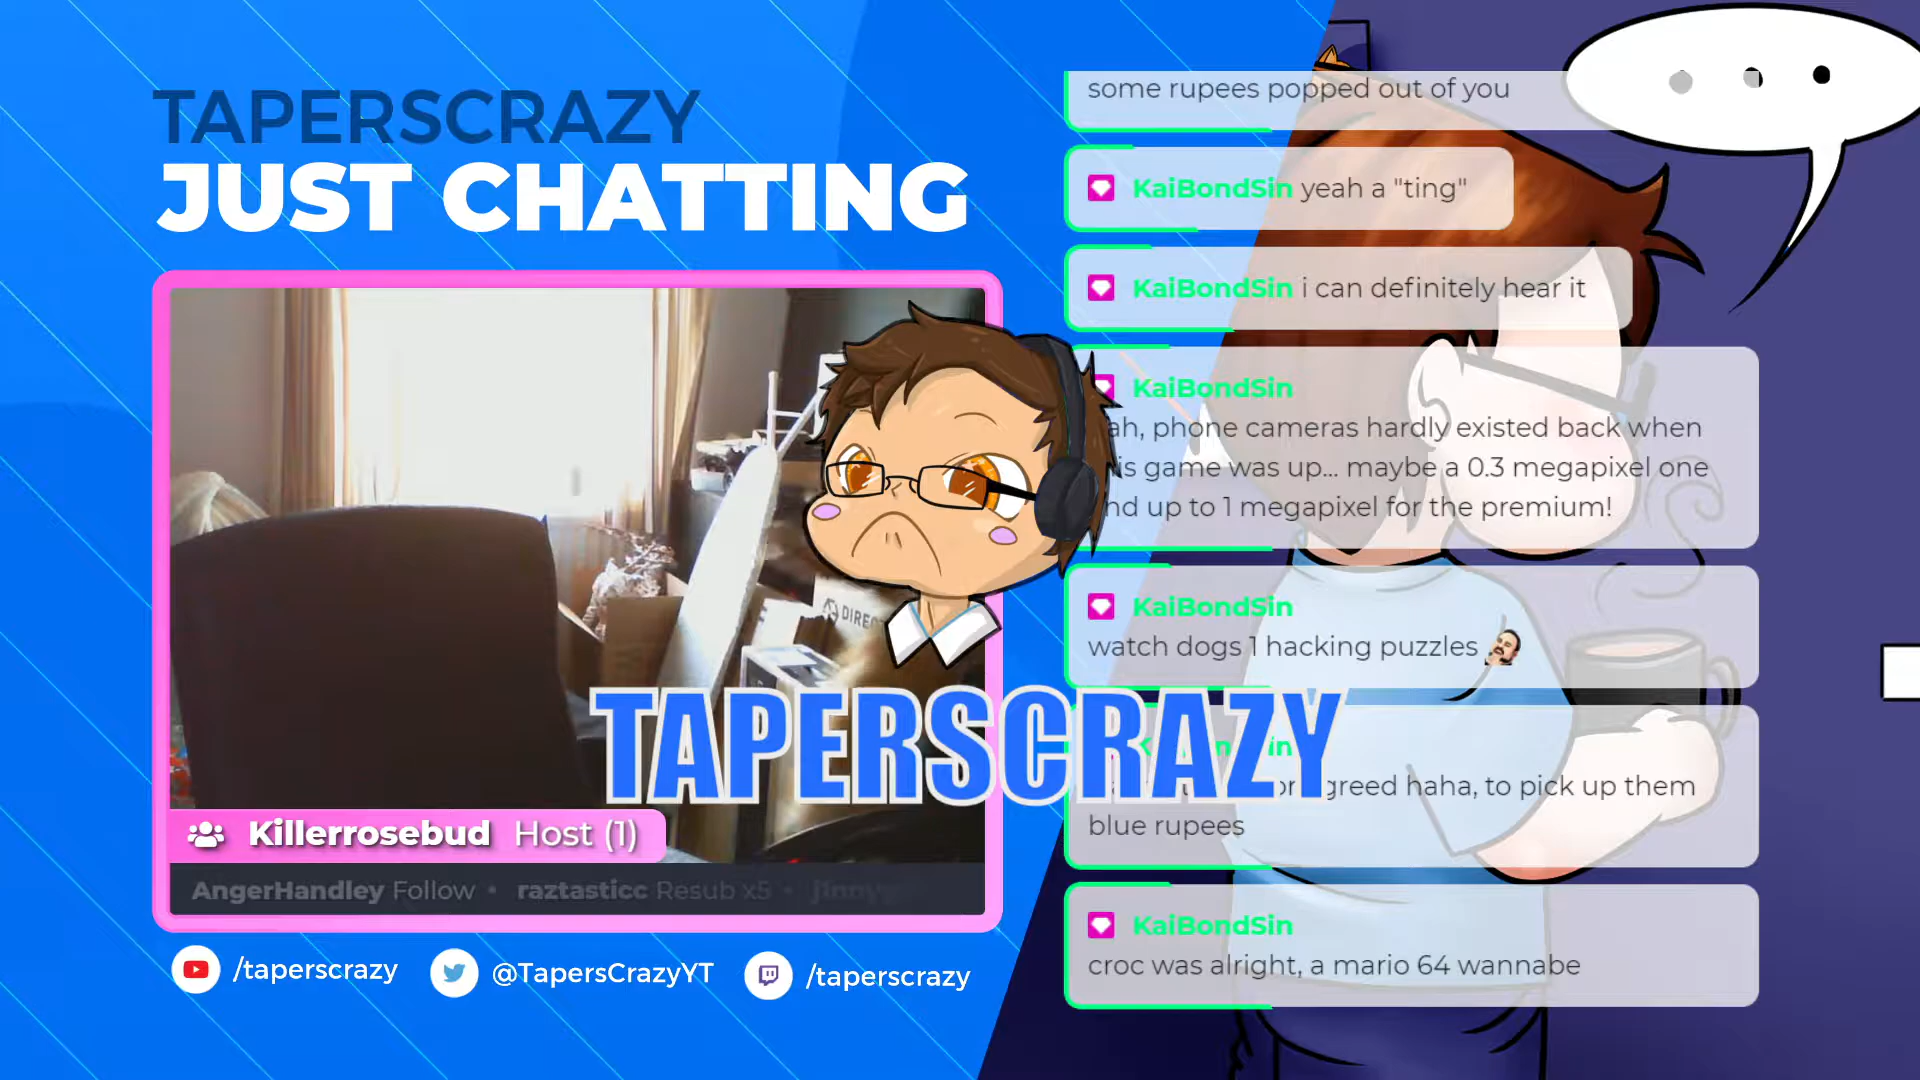 TAPERSCRAZY
JUST CHATTING
DIREC
TAPERSCRAZY
Killerrosebud Host (1)
AngerHandley Follow • raztasticc Resub x5 •
/taperscrazy
@TapersCrazyYT
/taperscrazy
some rupees popped out of you
KaiBondSin yeah a "ting"
KaiBondSin i can definitely hear it
KaiBondSin
ah, phone cameras hardly existed back when
is game was up... maybe a 0.3 megapixel one
nd up to 1 megapixel for the premium!
KaiBondSin
watch dogs 1 hacking puzzles
greed haha, to pick up them
blue rupees
KaiBondSin
croc was alright, a mario 64 wannabe